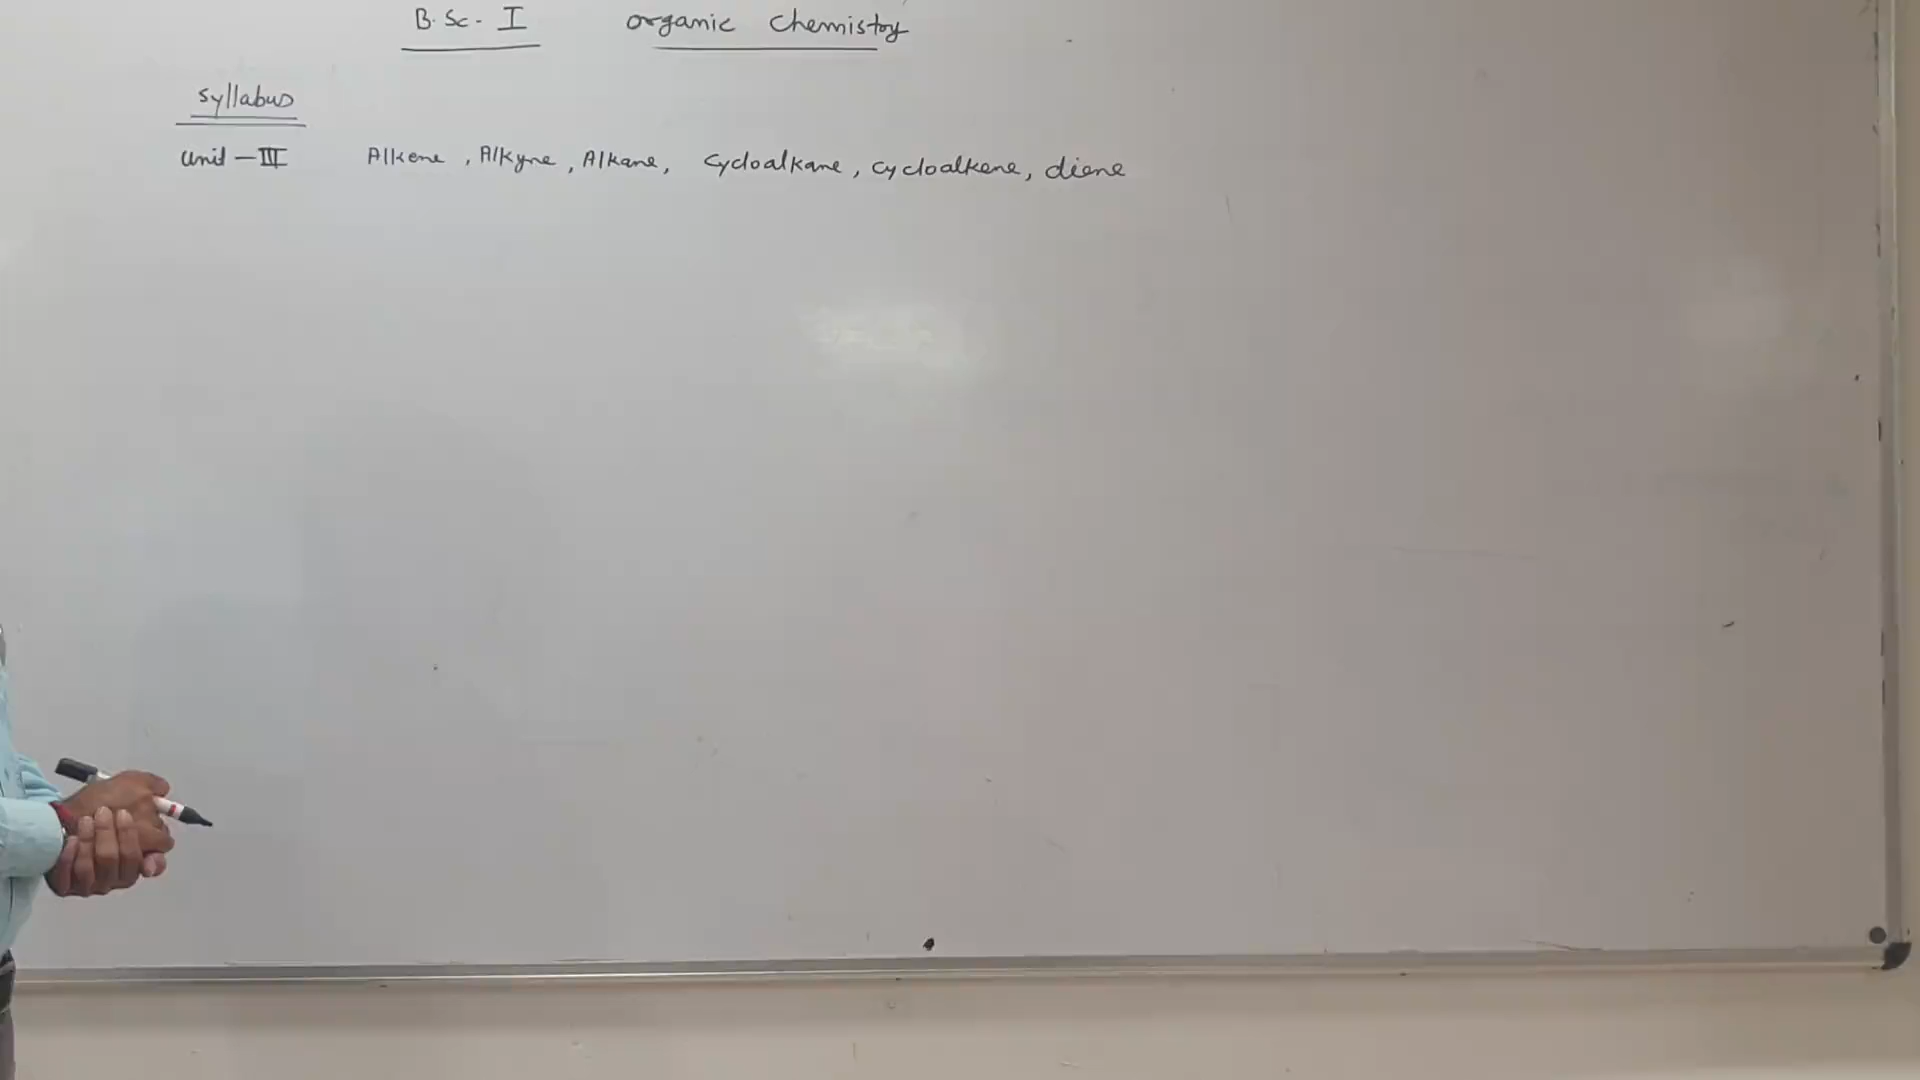 B.Sc. I organic chemistry
Syllabus
Unit - III Alkene, Alkyne, Alkane, Cycloalkane, cycloalkene, diene